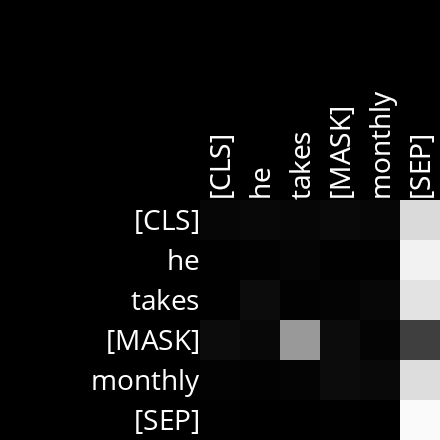 [CLS] he takes [MASK] monthly [SEP]
[CLS]
he
takes
[MASK]
monthly
[SEP]